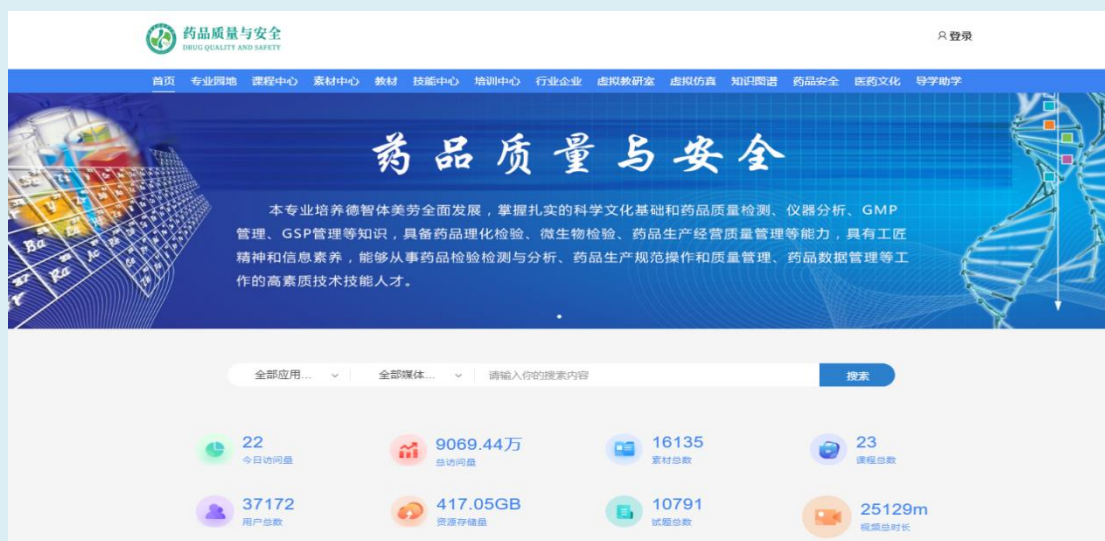 药品质量与安全
DRUG QUALITY AND SAFETY
登录
首页 专业园地 课程中心 素材中心 教材 技能中心 培训中心 行业企业 虚拟教研室 虚拟仿真 知识图谱 药品安全 医药文化 导学助学
药品质量与安全
本专业培养德智体美劳全面发展，掌握扎实的科学文化基础和药品质量检测、仪器分析、GMP
管理、GSP管理等知识，具备药品理化检验、微生物检验、药品生产经营质量管理等能力，具有工匠
精神和信息素养，能够从事药品检验检测与分析、药品生产规范操作和质量管理、药品数据管理等工
作的高素质技术技能人才。
全部应用... 全部媒体... 请输入你的搜素内容 搜素
22 9069.44万 16135 23
今日访问量 总访问量 素材总数 课程总数
37172 417.05GB 10791 25129m
用户总数 资源存储量 试题总数 视频总时长
Ba
Ra